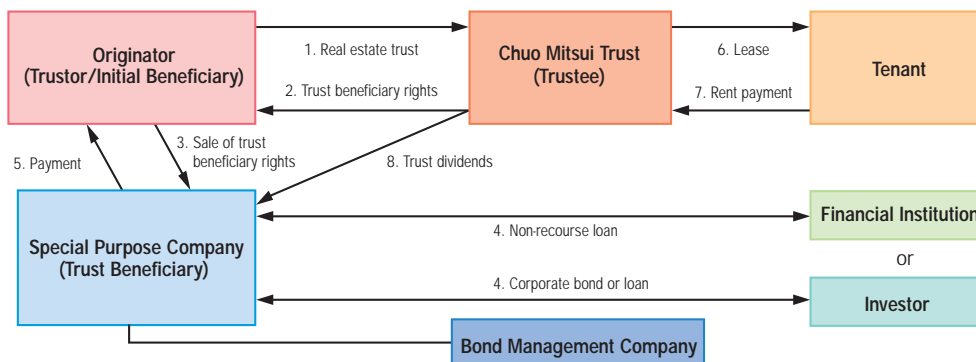 Originator
(Trustor/Initial Beneficiary)
1. Real estate trust
2. Trust beneficiary rights
Chuo Mitsui Trust
(Trustee)
6. Lease
7. Rent payment
Tenant
5. Payment
3. Sale of trust
beneficiary rights
8. Trust dividends
Special Purpose Company
(Trust Beneficiary)
4. Non-recourse loan
Financial Institution
or
4. Corporate bond or loan
Investor
Bond Management Company